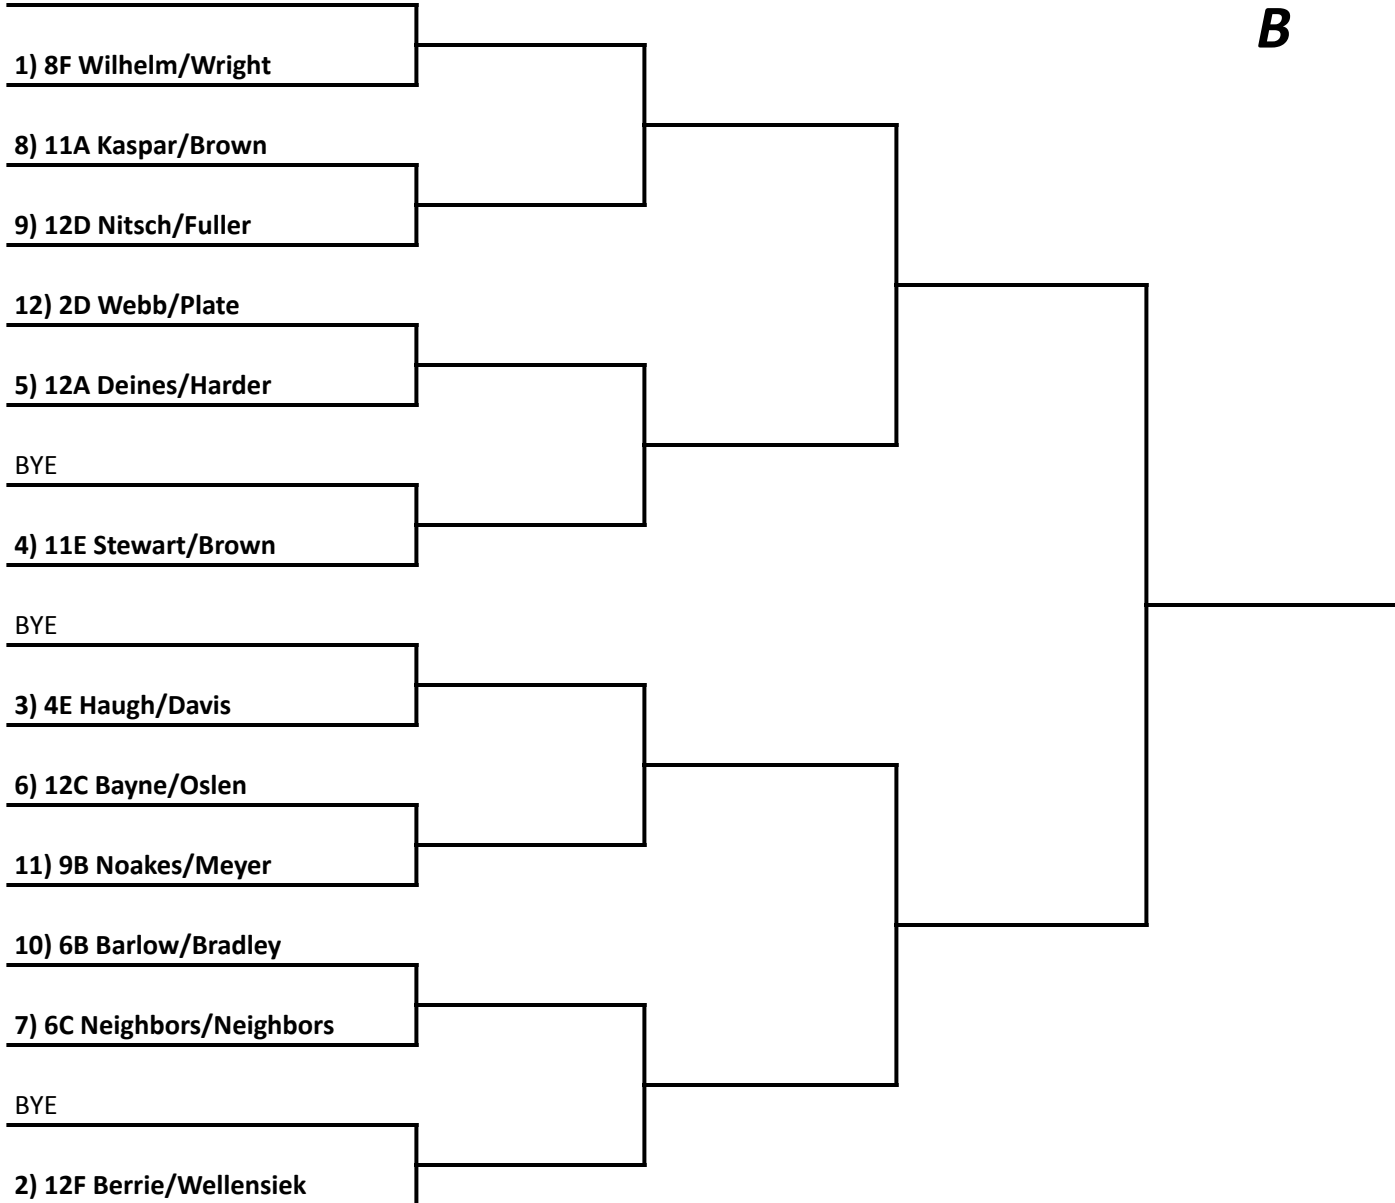 B
1) 8F Wilhelm/Wright
8) 11A Kaspar/Brown
9) 12D Nitsch/Fuller
12) 2D Webb/Plate
5) 12A Deines/Harder
BYE
4) 11E Stewart/Brown
BYE
3) 4E Haugh/Davis
6) 12C Bayne/Oslen
11) 9B Noakes/Meyer
10) 6B Barlow/Bradley
7) 6C Neighbors/Neighbors
BYE
2) 12F Berrie/Wellensiek